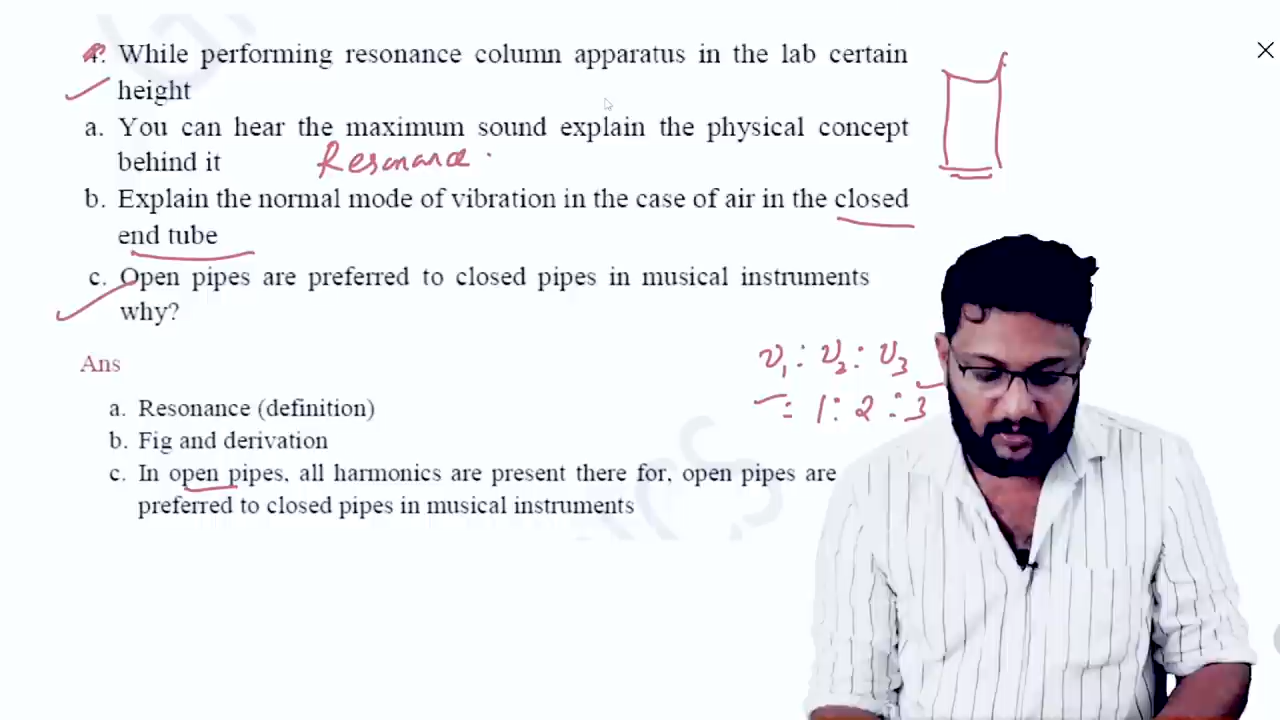 4. While performing resonance column apparatus in the lab certain
height
a. You can hear the maximum sound explain the physical concept
behind it Resonance.
b. Explain the normal mode of vibration in the case of air in the closed
end tube
c. Open pipes are preferred to closed pipes in musical instruments
why?
Ans
ν₁ : ν₂ : ν₃
= 1 : 2 : 3
a. Resonance (definition)
b. Fig and derivation
c. In open pipes, all harmonics are present there for, open pipes are
preferred to closed pipes in musical instruments